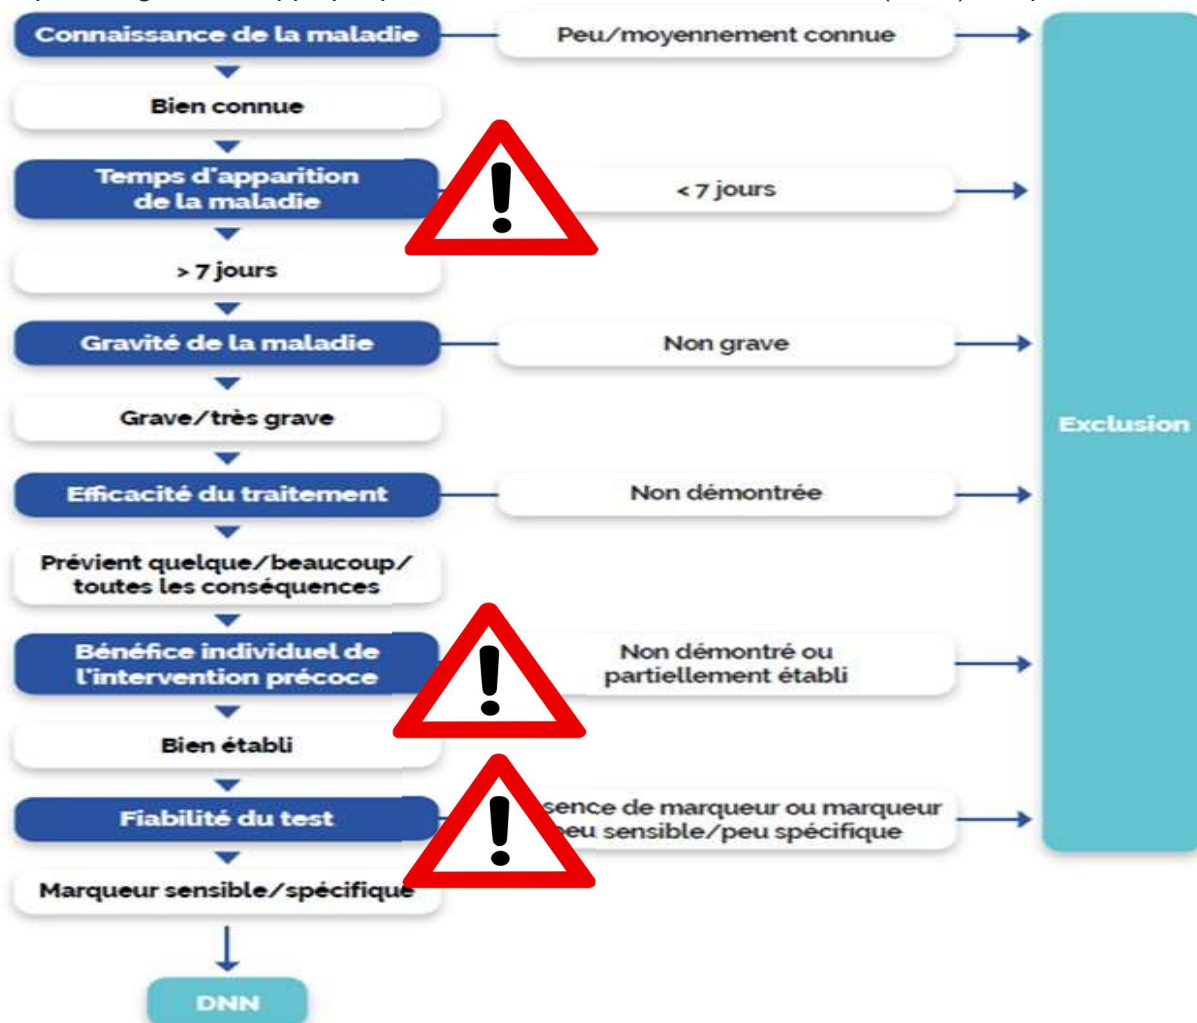 Connaissance de la maladie
Peu/moyennement connue
Bien connue
Temps d'apparition
de la maladie
< 7 jours
> 7 jours
Gravité de la maladie
Non grave
Grave/très grave
Exclusion
Efficacité du traitement
Non démontrée
Prévient quelque/beaucoup/
toutes les conséquences
Bénéfice individuel de
l'intervention précoce
Non démontré ou
partiellement établi
Bien établi
Fiabilité du test
de marqueur ou marqueur
sensible/peu spécifique
Marqueur sensible/spécifique
DNN